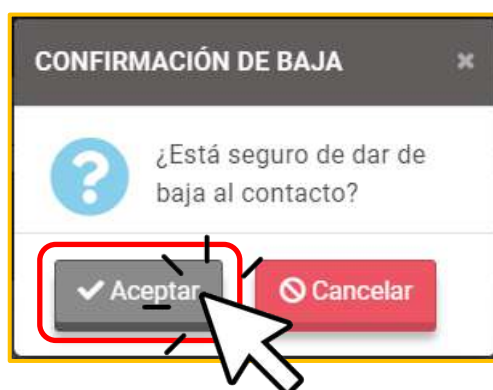 CONFIRMACIÓN DE BAJA
¿Está seguro de dar de
baja al contacto?
Aceptar
Cancelar